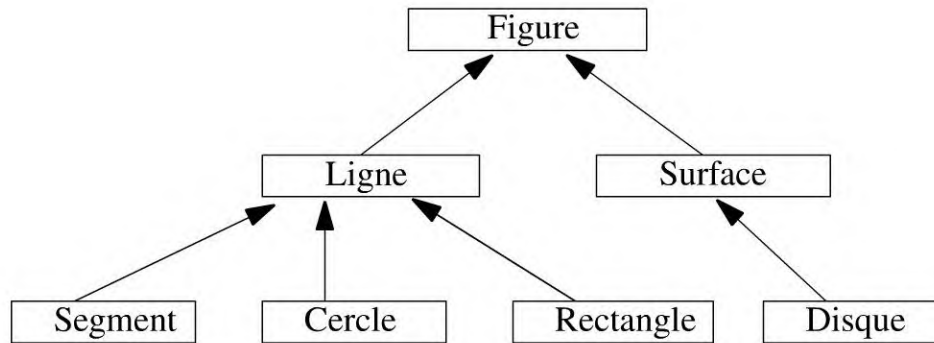 Figure
Ligne
Surface
Segment
Cercle
Rectangle
Disque